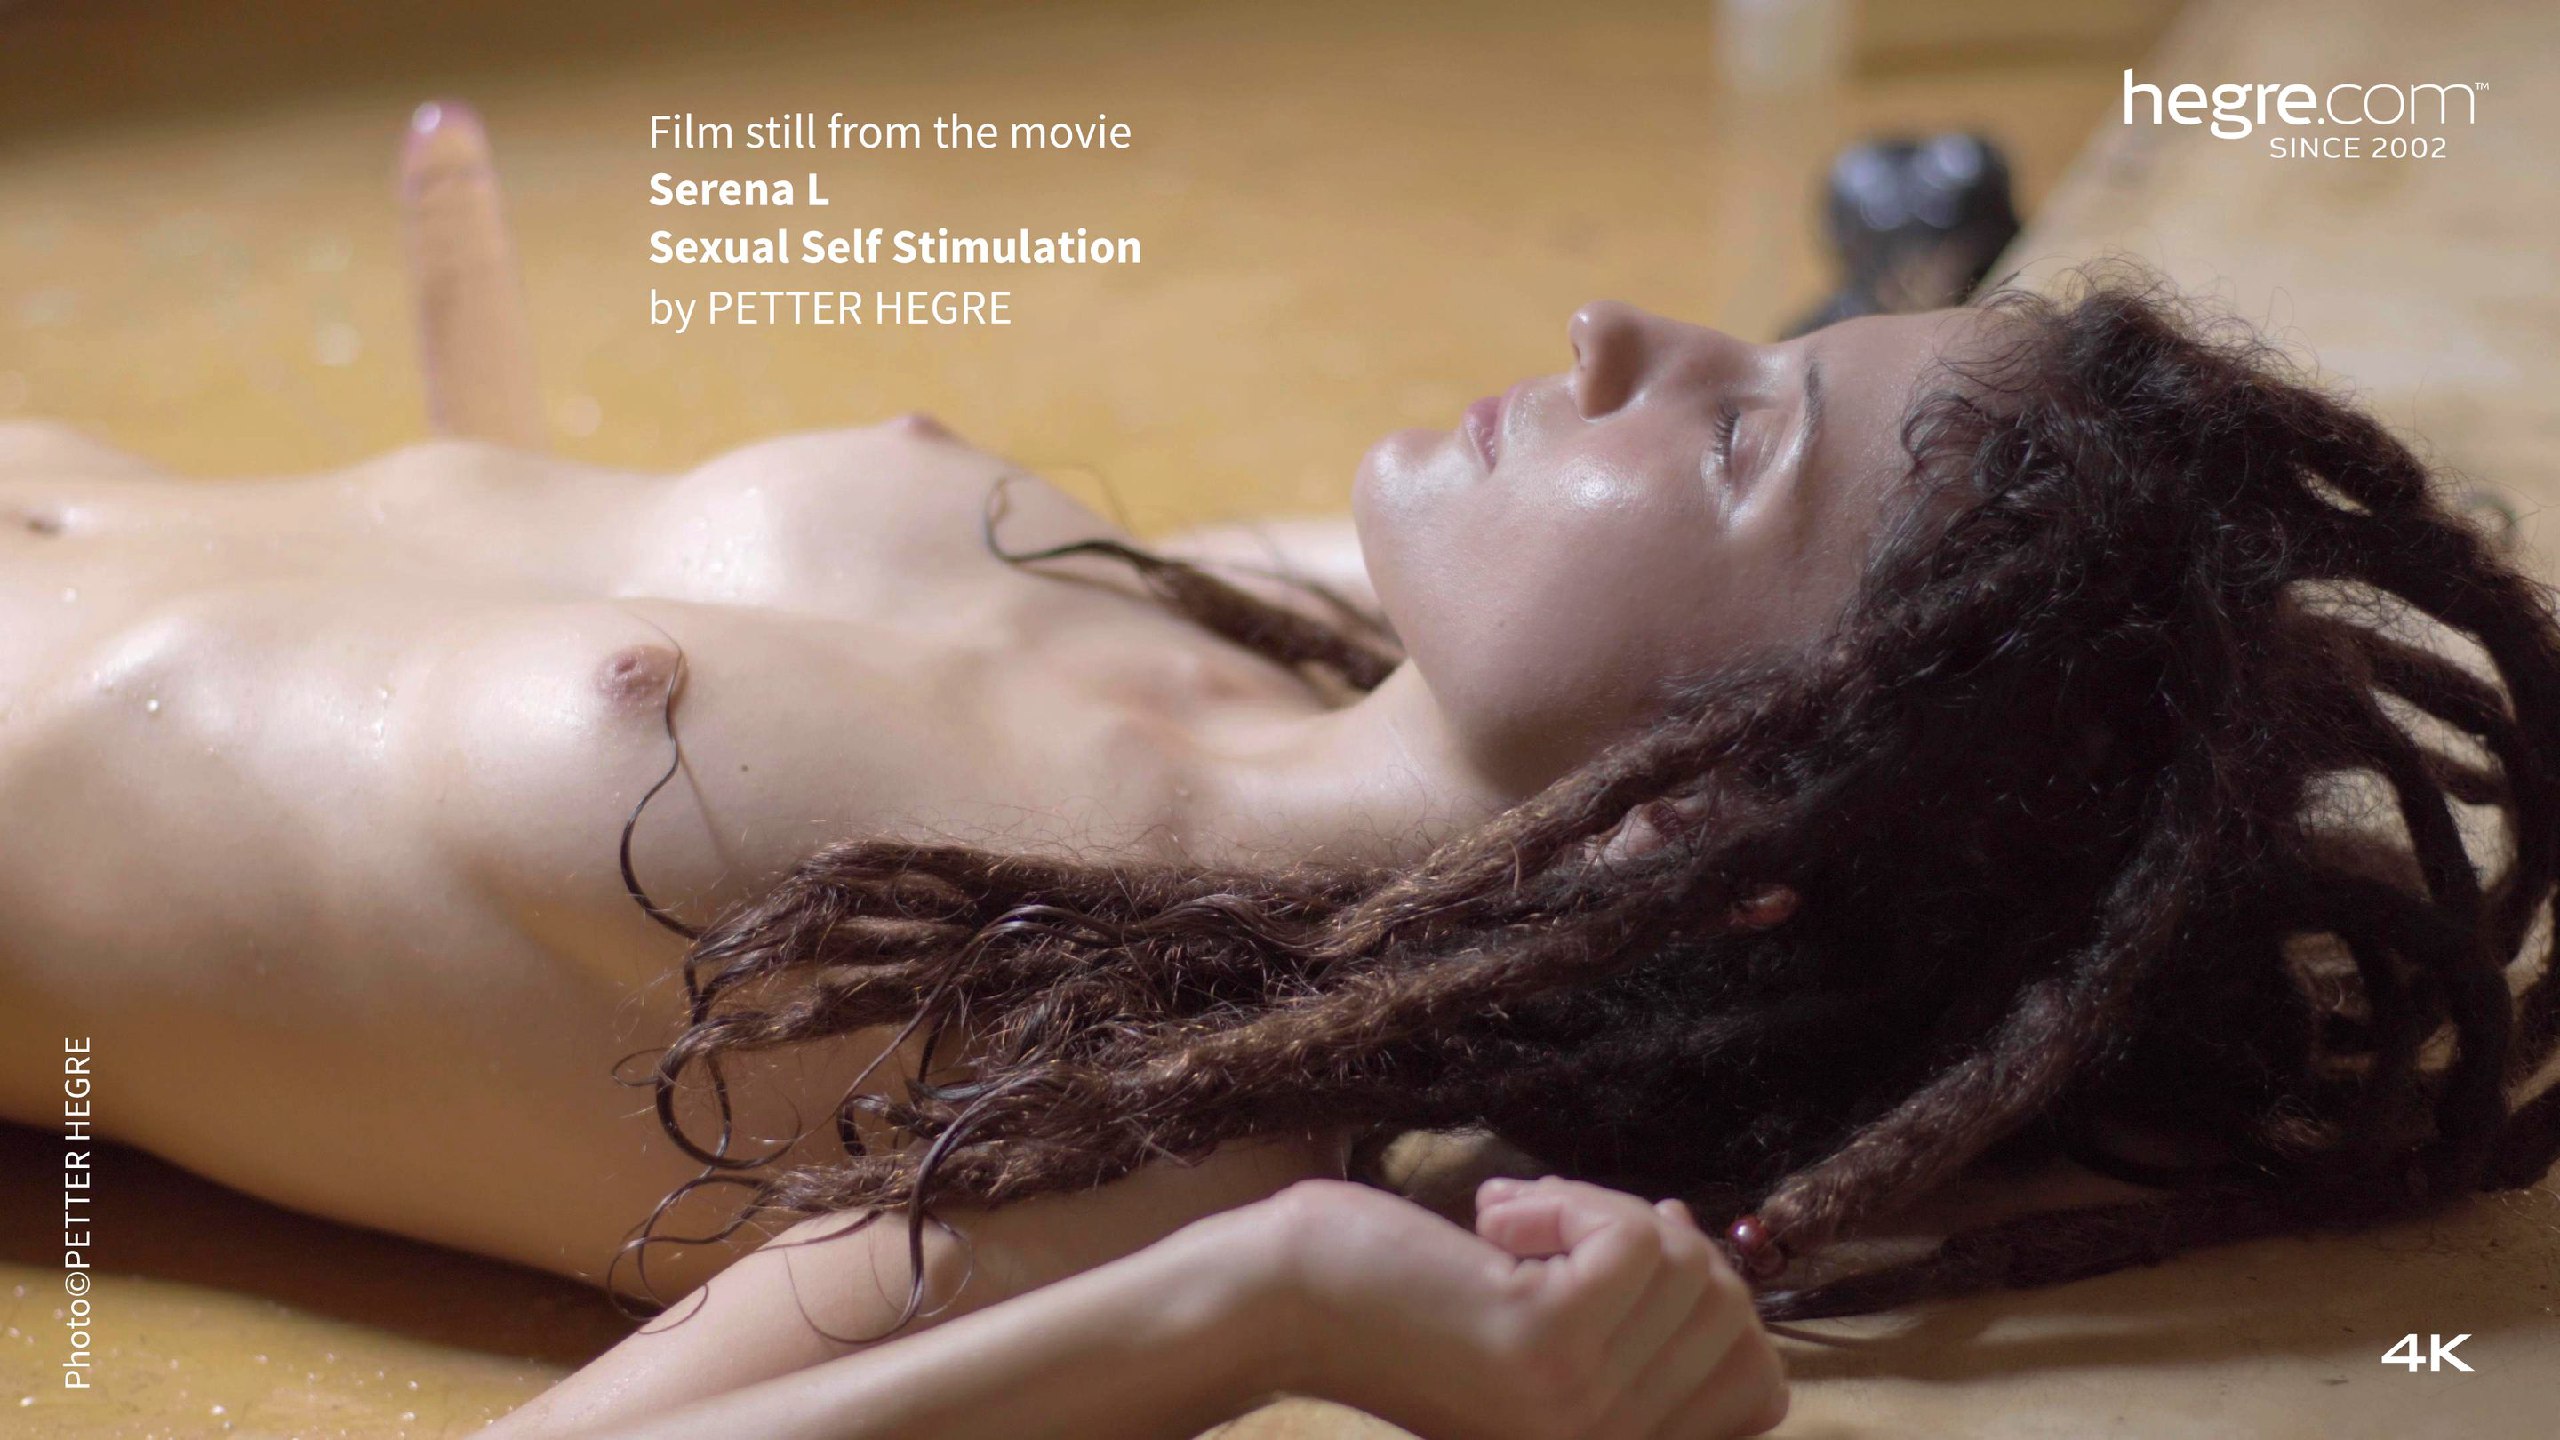 Film still from the movie
Serena L
Sexual Self Stimulation
by PETTER HEGRE
hegre.com™
SINCE 2002
Photo©PETTER HEGRE
4K